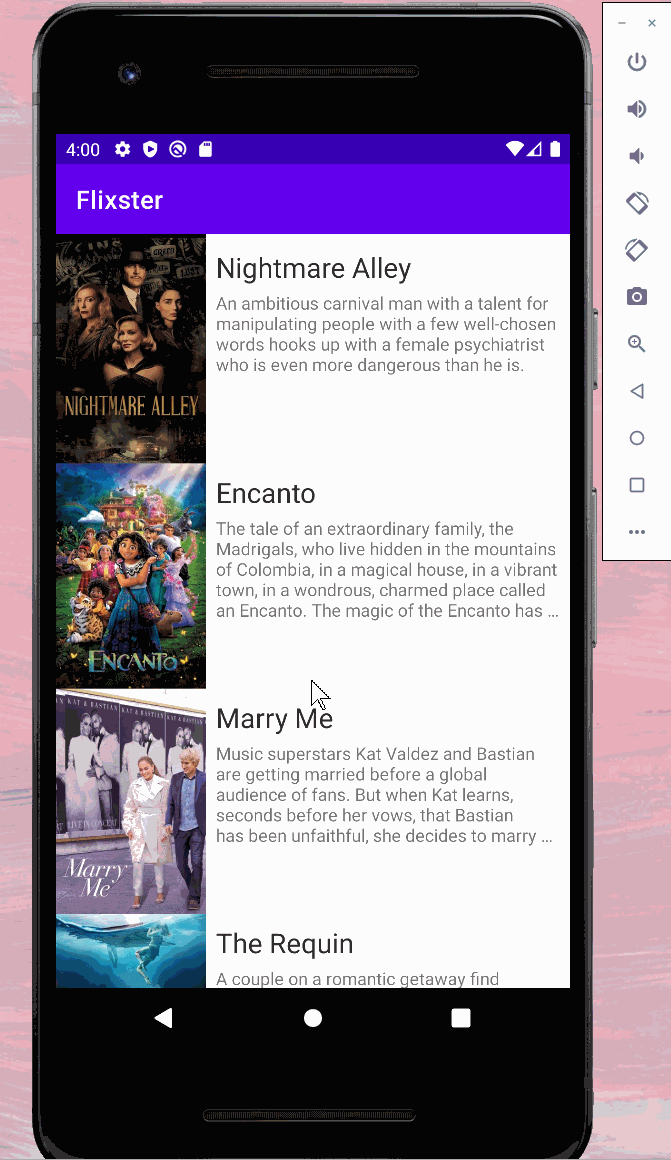 4:00
Flixster
GREED
LUST
NIGHTMARE ALLEY
Nightmare Alley
An ambitious carnival man with a talent for
manipulating people with a few well-chosen
words hooks up with a female psychiatrist
who is even more dangerous than he is.
ENCANTO
Encanto
The tale of an extraordinary family, the
Madrigals, who live hidden in the mountains
of Colombia, in a magical house, in a vibrant
town, in a wondrous, charmed place called
an Encanto. The magic of the Encanto has …
KAT & BASTIAN
Marry
Me
Marry Me
Music superstars Kat Valdez and Bastian
are getting married before a global
audience of fans. But when Kat learns,
seconds before her vows, that Bastian
has been unfaithful, she decides to marry …
The Requin
A couple on a romantic getaway find